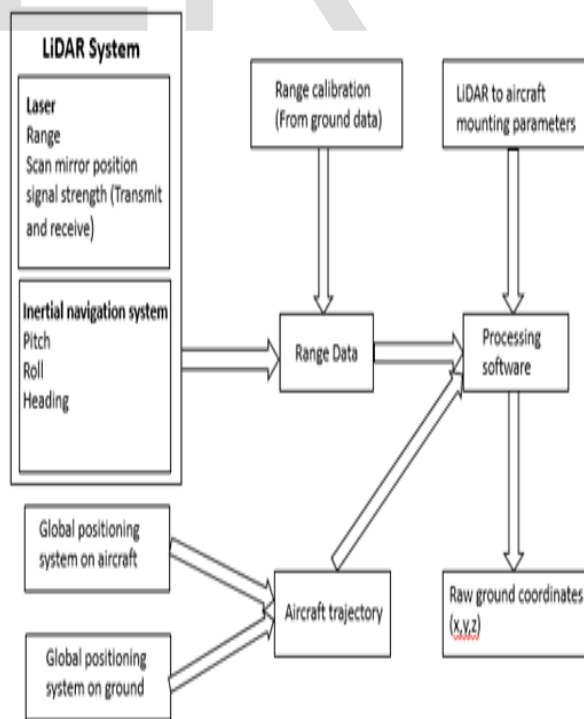 LiDAR System
Laser
Range
Scan mirror position
signal strength (Transmit
and receive)
Inertial navigation system
Pitch
Roll
Heading
Range calibration
(From ground data)
LiDAR to aircraft
mounting parameters
Range Data
Processing
software
Global positioning
system on aircraft
Global positioning
system on ground
Aircraft trajectory
Raw ground coordinates
(x,y,z)